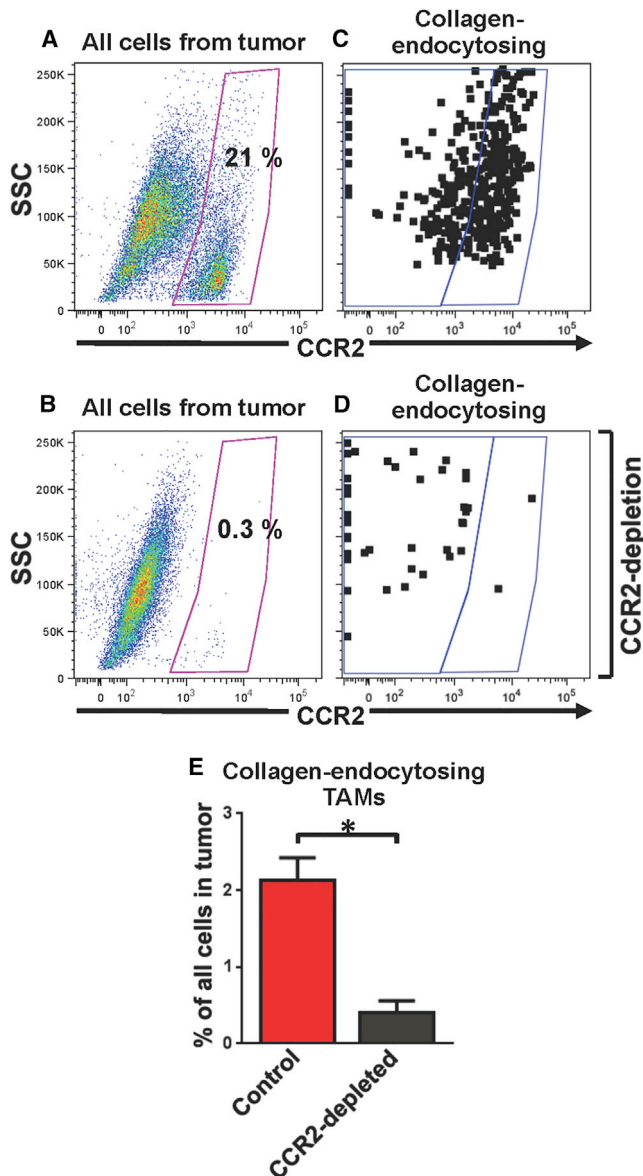 A All cells from tumor
C Collagen-
endocytosing
SSC
250K
200K
150K
100K
50K
0
21 %
0 10² 10³ 10⁴ 10⁵
0 10² 10³ 10⁴ 10⁵
CCR2
B All cells from tumor
D Collagen-
endocytosing
SSC
250K
200K
150K
100K
50K
0
0.3 %
0 10² 10³ 10⁴ 10⁵
0 10² 10³ 10⁴ 10⁵
CCR2
CCR2-depletion
E Collagen-endocytosing
TAMs
% of all cells in tumor
3
2
1
0
*
Control
CCR2-depleted